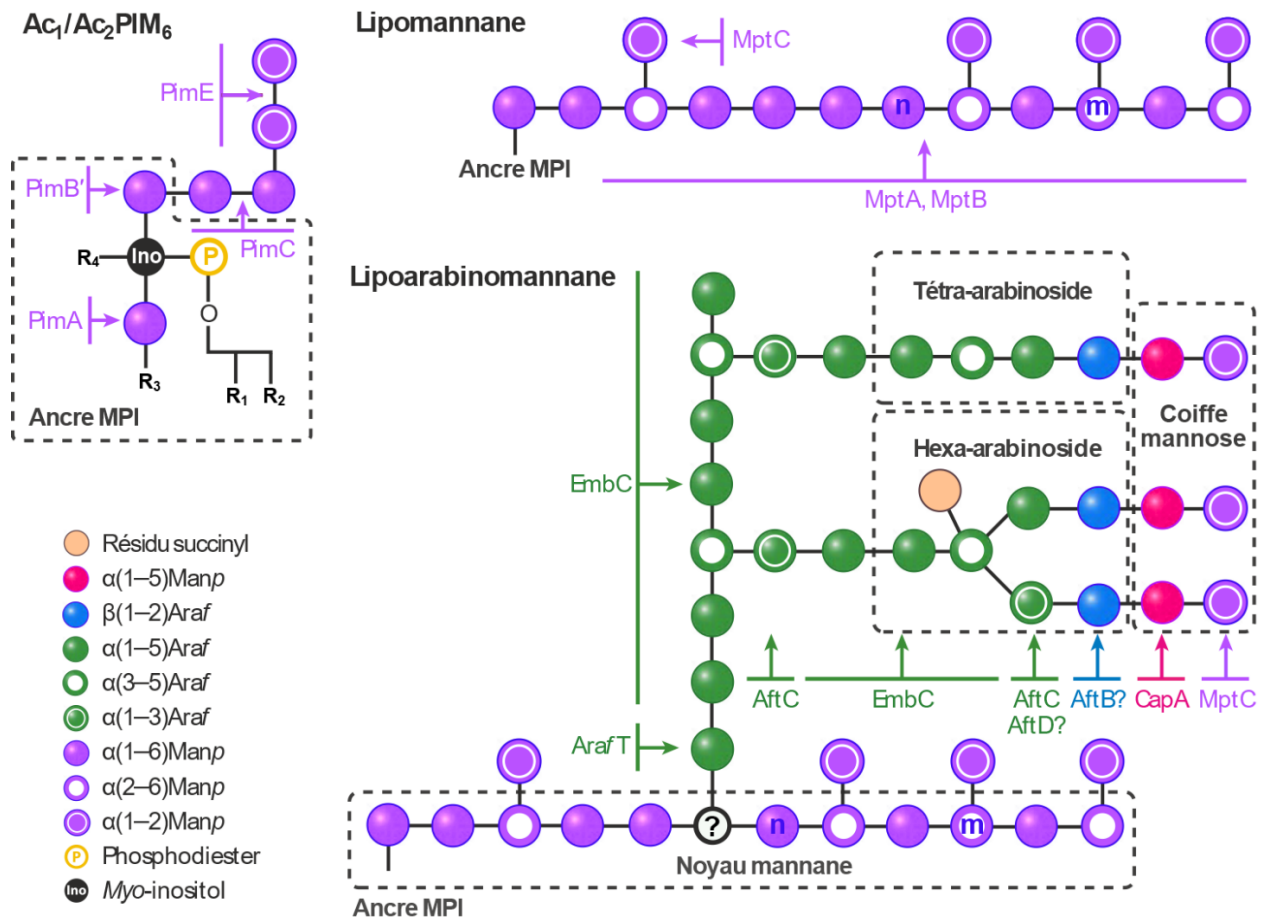 Ac₁/Ac₂PIM₆
PimE
PimB′
PimC
R₄
Ino
P
O
PimA
R₃
R₁
R₂
Ancre MPI
Lipomannane
MptC
n
m
Ancre MPI
MptA, MptB
Lipoarabinomannane
Tétra-arabinoside
Coiffe
mannose
Hexa-arabinoside
EmbC
AftC
EmbC
AftC
AftD?
AftB?
CapA
MptC
ArafT
?
n
m
Noyau mannane
Ancre MPI
Résidu succinyl
α(1–5)Manp
β(1–2)Araf
α(1–5)Araf
α(3–5)Araf
α(1–3)Araf
α(1–6)Manp
α(2–6)Manp
α(1–2)Manp
P
Phosphodiester
Ino
Myo-inositol